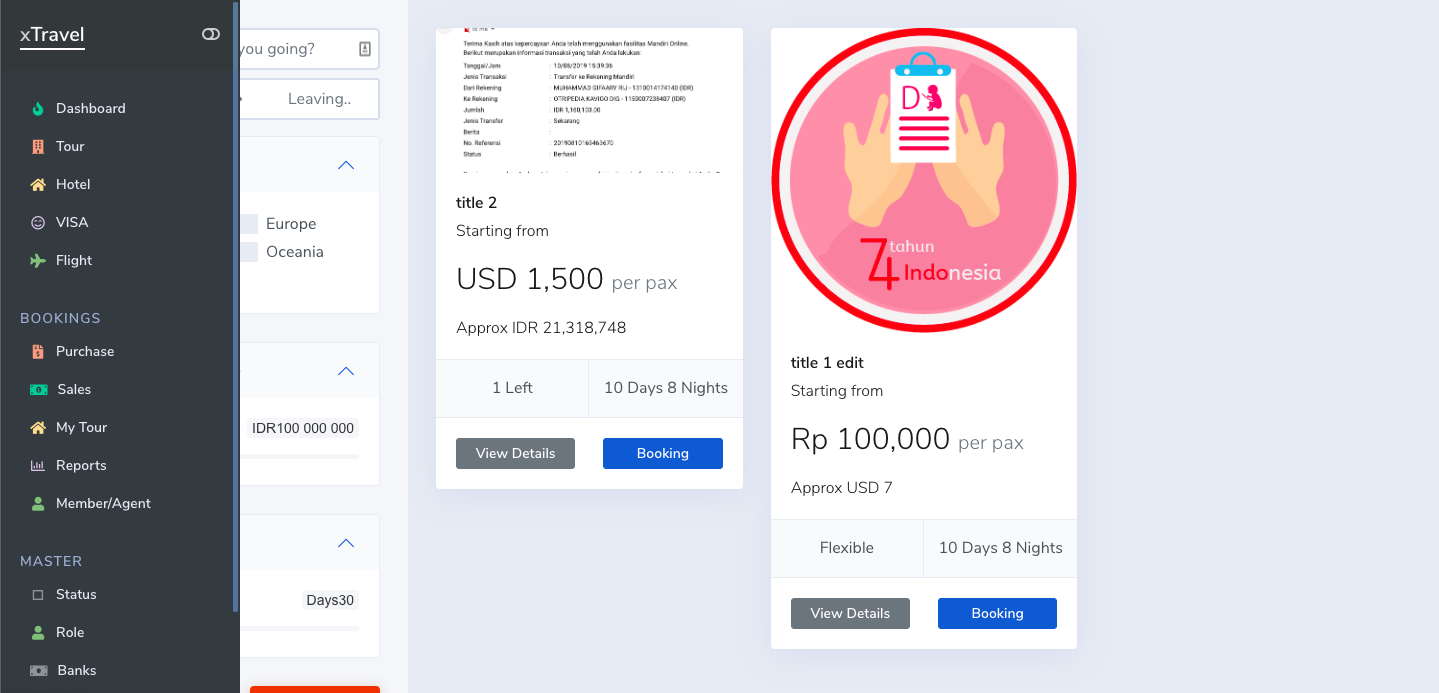 xTravel
Dashboard
Tour
Hotel
VISA
Flight
BOOKINGS
Purchase
Sales
My Tour
Reports
Member/Agent
MASTER
Status
Role
Banks
you going?
Leaving..
Europe
Oceania
IDR100 000 000
Days30
Terima Kasih atas kepercayaan Anda telah menggunakan fasilitas Mandiri Online.
Berikut merupakan informasi transaksi yang telah Anda lakukan:
Tanggal/Jam : 10/08/2019 15:39:36
Jenis Transaksi : Transfer ke Rekening Mandiri
Dari Rekening : MUHAMMAD GIFAARY RIJ - 1310014174140 (IDR)
Ke Rekening : OTRIPEDIA KAVIGO DIG - 1150087238407 (IDR)
Jumlah : IDR 1,160,103.00
Jenis Transfer : Sekarang
Berita :
No. Referensi : 201908101
Status : Berhasil
title 2
Starting from
USD 1,500 per pax
Approx IDR 21,318,748
1 Left
10 Days 8 Nights
View Details
Booking
D
74 tahun
Indonesia
title 1 edit
Starting from
Rp 100,000 per pax
Approx USD 7
Flexible
10 Days 8 Nights
View Details
Booking